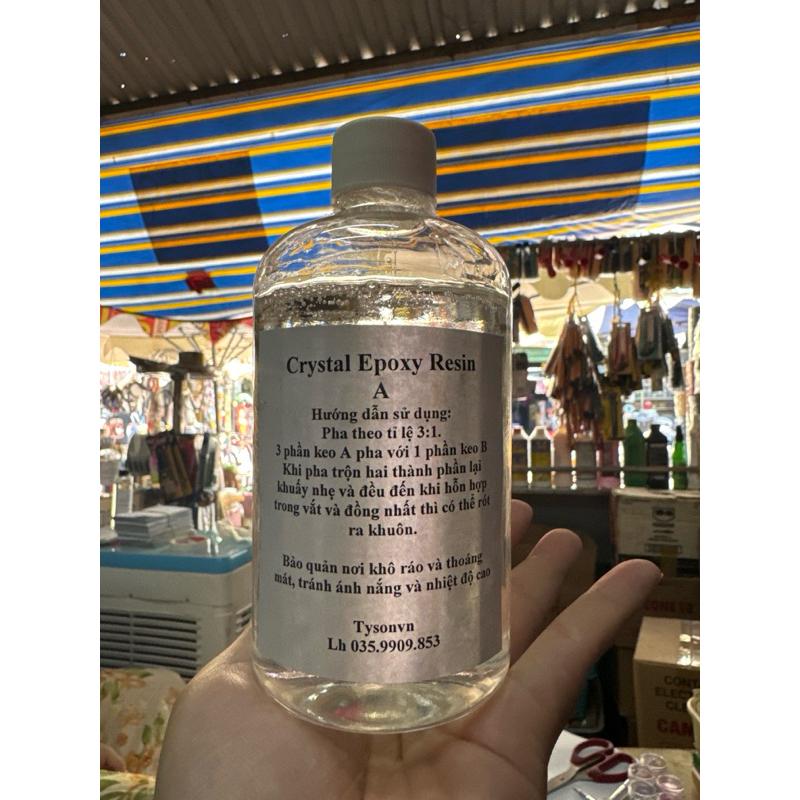 Crystal Epoxy Resin
A
Hướng dẫn sử dụng:
Pha theo tỉ lệ 3:1.
3 phần keo A pha với 1 phần keo B
Khi pha trộn hai thành phần lại
khuấy nhẹ và đều đến khi hỗn hợp
trong vắt và đồng nhất thì có thể rót
ra khuôn.
Bảo quản nơi khô ráo và thoáng
mát, tránh ánh nắng và nhiệt độ cao
Tysonvn
Lh 035.9909.853